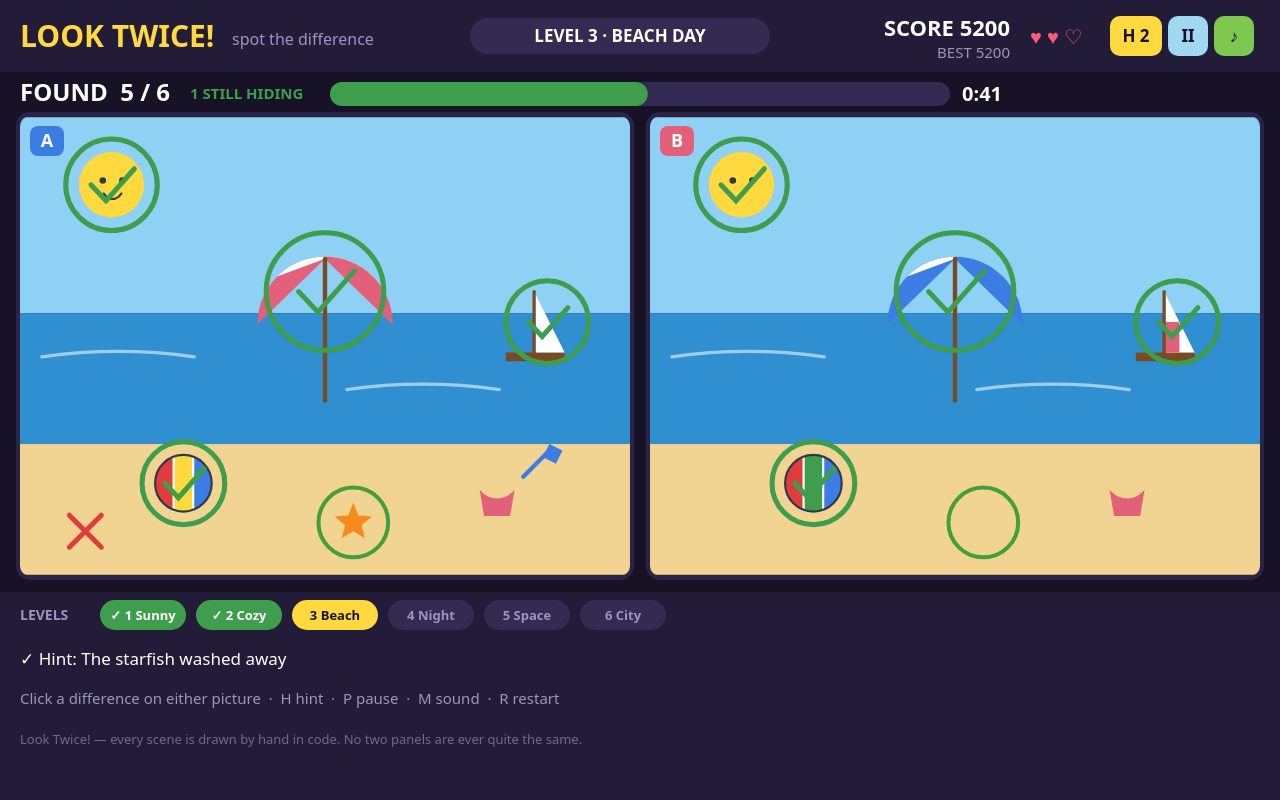 LOOK TWICE! spot the difference LEVEL 3 · BEACH DAY SCORE 5200 ♥ ♥ ♡ H 2 II ♪
BEST 5200
FOUND 5 / 6 1 STILL HIDING 0:41
A B
LEVELS ✓ 1 Sunny ✓ 2 Cozy 3 Beach 4 Night 5 Space 6 City
✓ Hint: The starfish washed away
Click a difference on either picture · H hint · P pause · M sound · R restart
Look Twice! — every scene is drawn by hand in code. No two panels are ever quite the same.